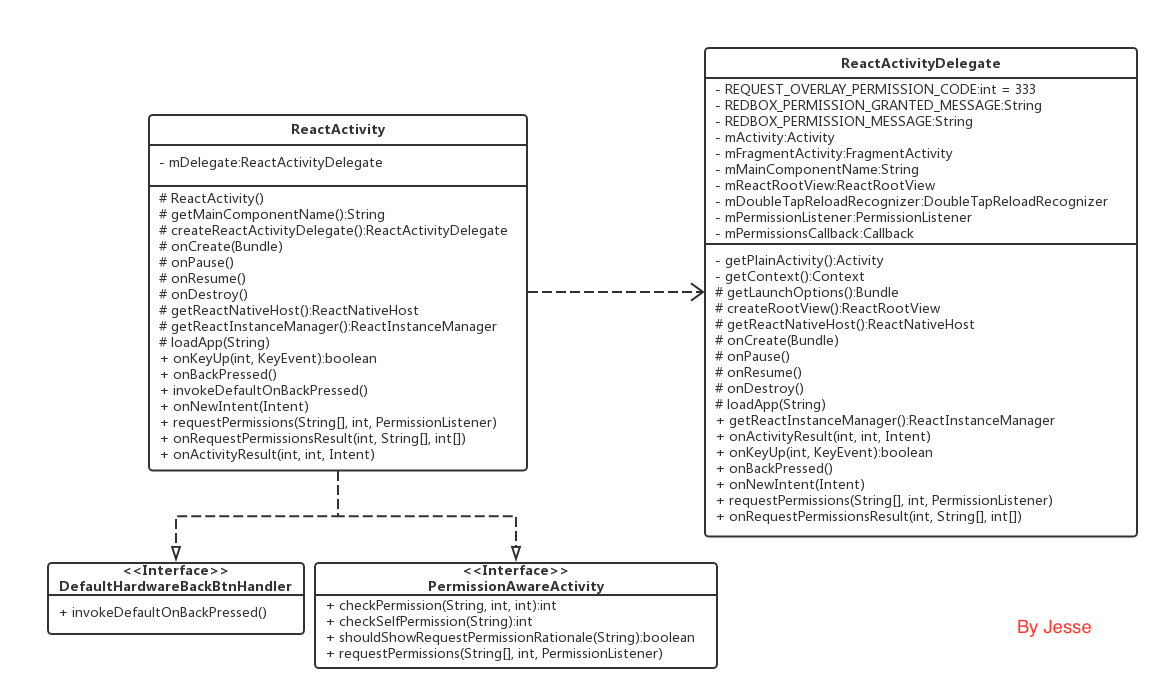 ReactActivity
- mDelegate:ReactActivityDelegate
# ReactActivity()
# getMainComponentName():String
# createReactActivityDelegate():ReactActivityDelegate
# onCreate(Bundle)
# onPause()
# onResume()
# onDestroy()
# getReactNativeHost():ReactNativeHost
# getReactInstanceManager():ReactInstanceManager
# loadApp(String)
+ onKeyUp(int, KeyEvent):boolean
+ onBackPressed()
+ invokeDefaultOnBackPressed()
+ onNewIntent(Intent)
+ requestPermissions(String[], int, PermissionListener)
+ onRequestPermissionsResult(int, String[], int[])
+ onActivityResult(int, int, Intent)
ReactActivityDelegate
- REQUEST_OVERLAY_PERMISSION_CODE:int = 333
- REDBOX_PERMISSION_GRANTED_MESSAGE:String
- REDBOX_PERMISSION_MESSAGE:String
- mActivity:Activity
- mFragmentActivity:FragmentActivity
- mMainComponentName:String
- mReactRootView:ReactRootView
- mDoubleTapReloadRecognizer:DoubleTapReloadRecognizer
- mPermissionListener:PermissionListener
- mPermissionsCallback:Callback
- getPlainActivity():Activity
- getContext():Context
# getLaunchOptions():Bundle
# createRootView():ReactRootView
# getReactNativeHost():ReactNativeHost
# onCreate(Bundle)
# onPause()
# onResume()
# onDestroy()
# loadApp(String)
+ getReactInstanceManager():ReactInstanceManager
+ onActivityResult(int, int, Intent)
+ onKeyUp(int, KeyEvent):boolean
+ onBackPressed()
+ onNewIntent(Intent)
+ requestPermissions(String[], int, PermissionListener)
+ onRequestPermissionsResult(int, String[], int[])
<<Interface>>
DefaultHardwareBackBtnHandler
+ invokeDefaultOnBackPressed()
<<Interface>>
PermissionAwareActivity
+ checkPermission(String, int, int):int
+ checkSelfPermission(String):int
+ shouldShowRequestPermissionRationale(String):boolean
+ requestPermissions(String[], int, PermissionListener)
By Jesse